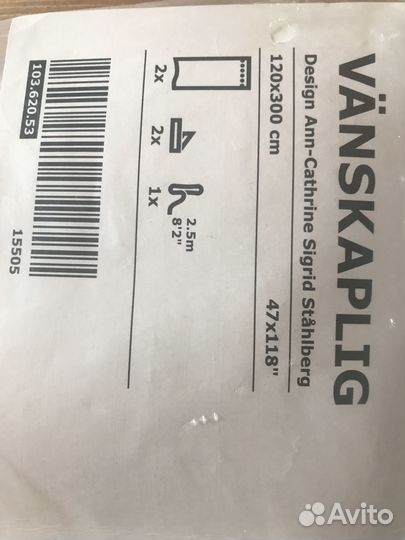 VÄNSKAPLIG
Design Ann-Cathrine Sigrid Ståhlberg
120x300 cm 47x118"
2x
2x
1x
2.5m
8'2"
103.620.53
15505
Avito